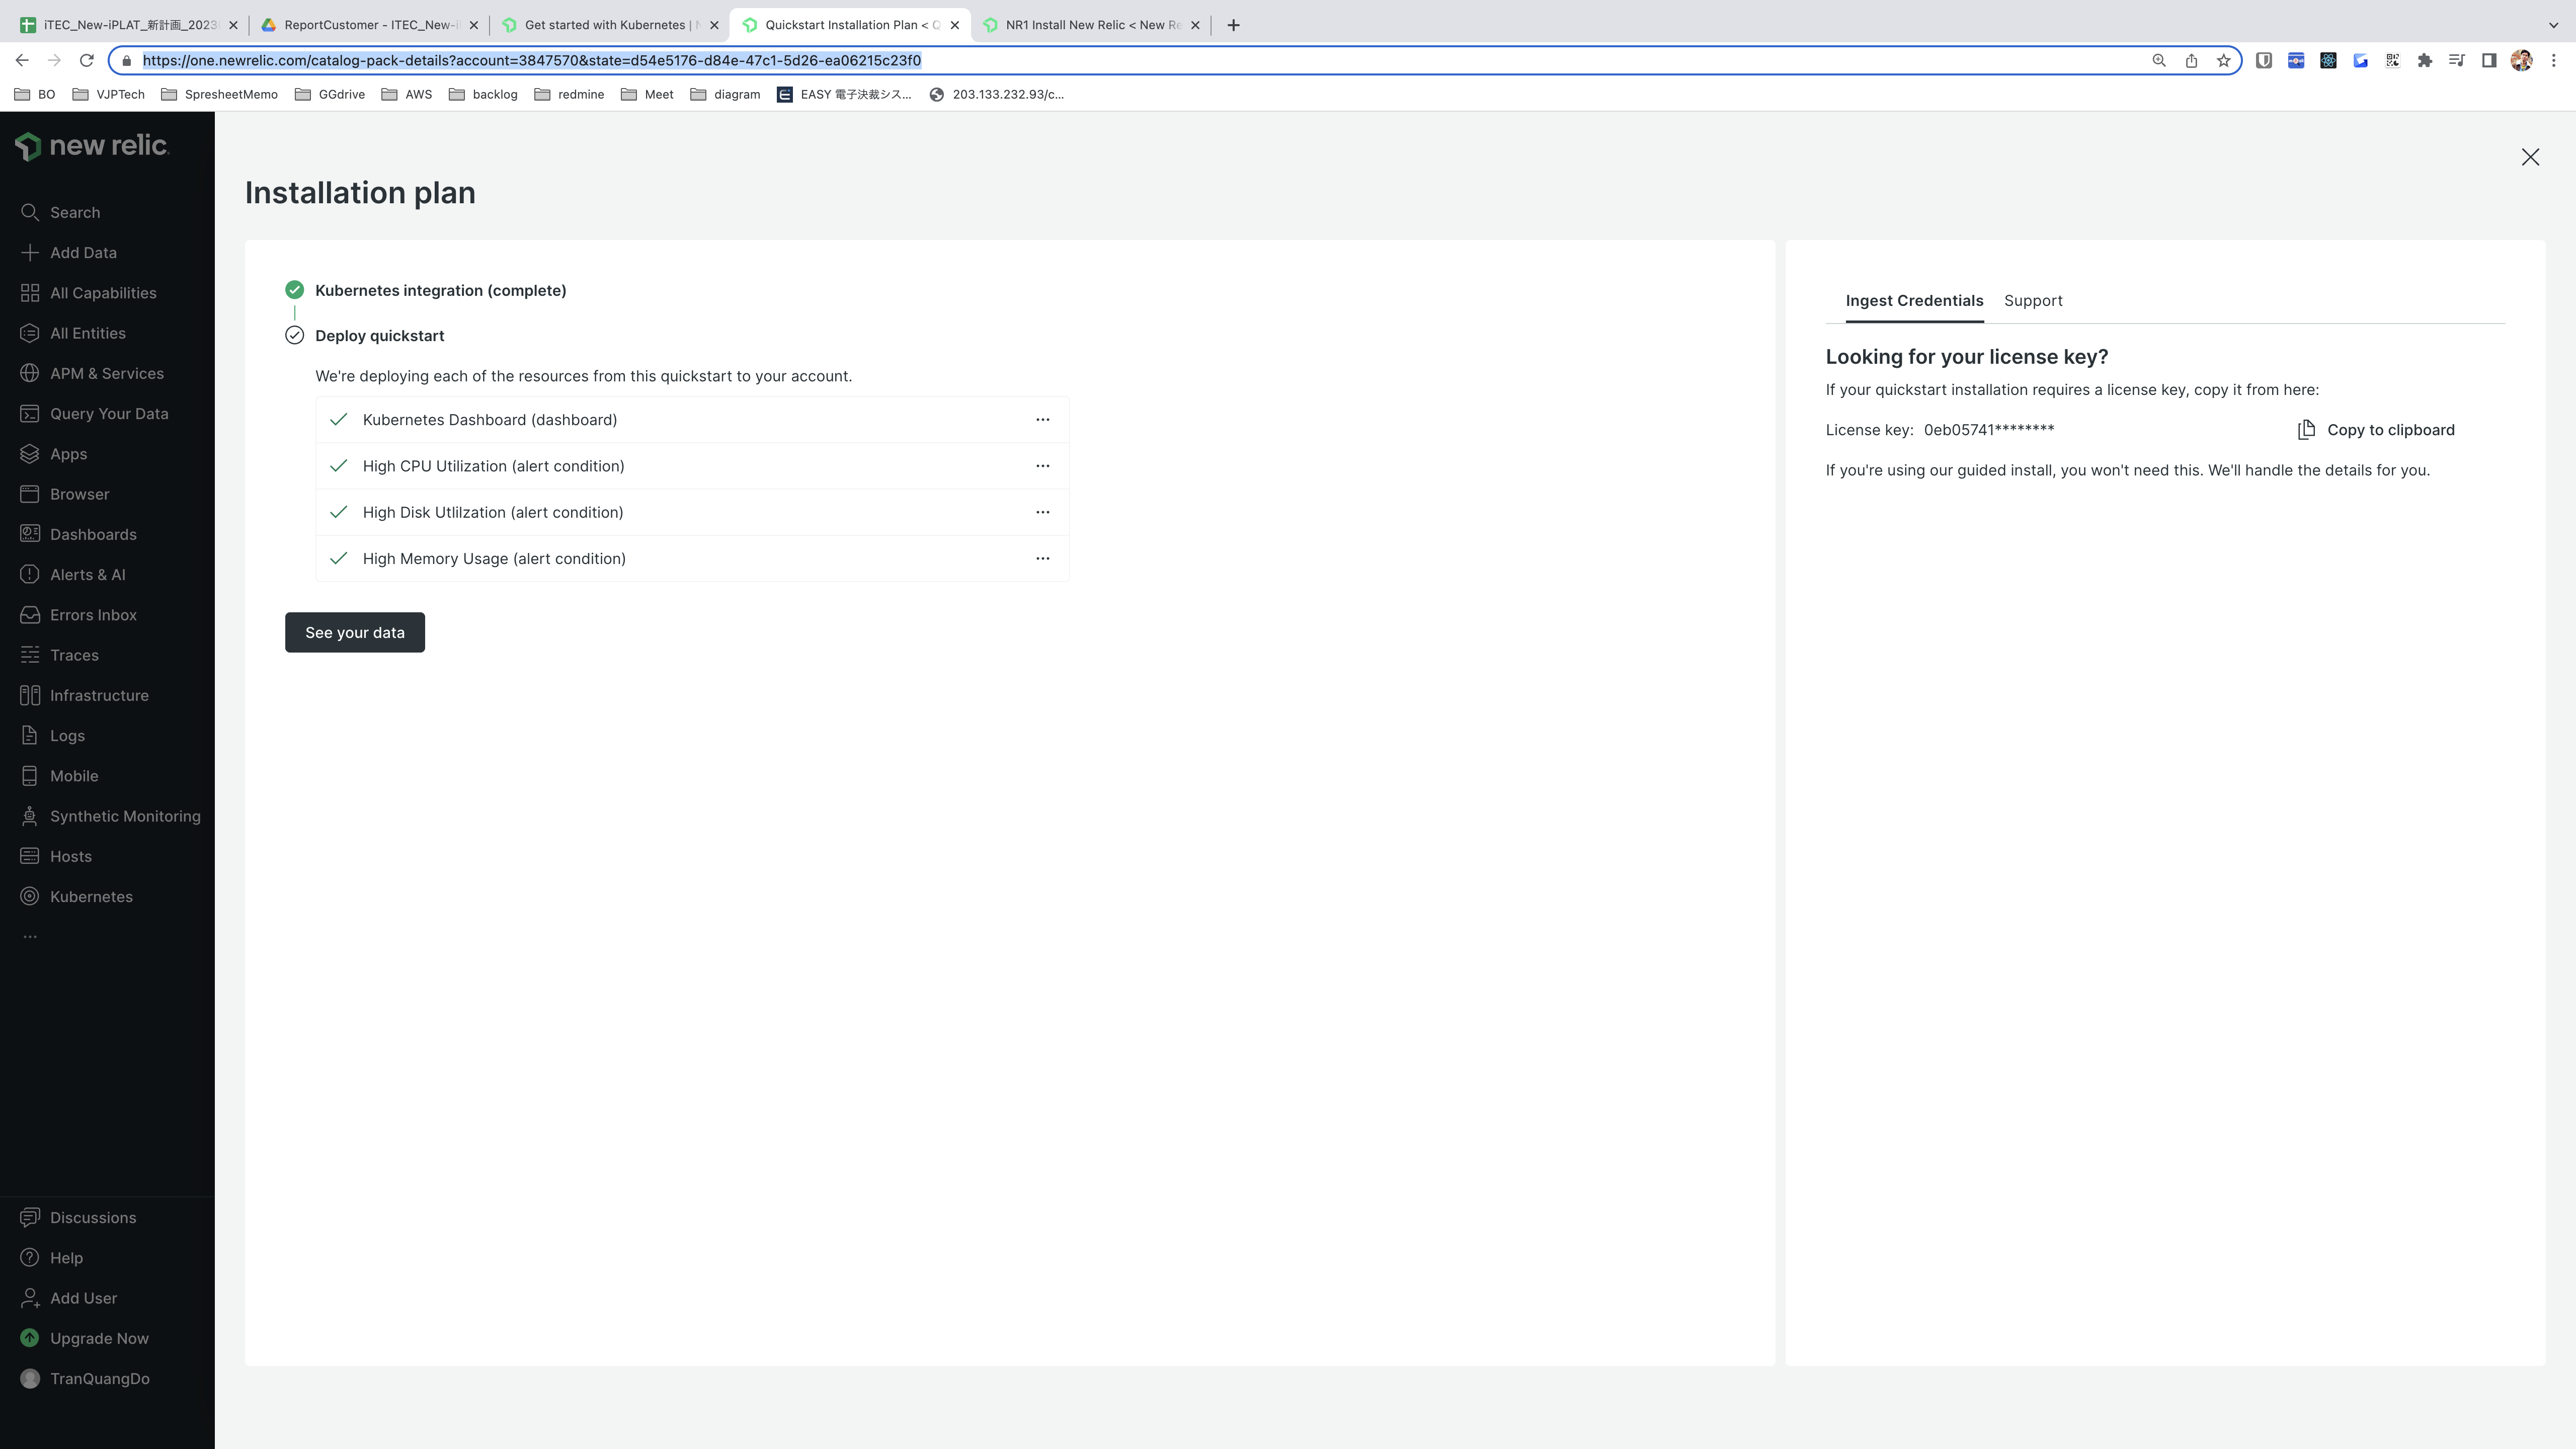 iTEC_New-iPLAT_新計画_2023
ReportCustomer - ITEC_New-i
Get started with Kubernetes | N
Quickstart Installation Plan < Q
NR1 Install New Relic < New Re
https://one.newrelic.com/catalog-pack-details?account=3847570&state=d54e5176-d84e-47c1-5d26-ea06215c23f0
BO
VJPTech
SpresheetMemo
GGdrive
AWS
backlog
redmine
Meet
diagram
EASY 電子決裁シス...
203.133.232.93/c...
new relic.
Search
Add Data
All Capabilities
All Entities
APM & Services
Query Your Data
Apps
Browser
Dashboards
Alerts & AI
Errors Inbox
Traces
Infrastructure
Logs
Mobile
Synthetic Monitoring
Hosts
Kubernetes
...
Discussions
Help
Add User
Upgrade Now
TranQuangDo
Installation plan
Kubernetes integration (complete)
Deploy quickstart
We're deploying each of the resources from this quickstart to your account.
Kubernetes Dashboard (dashboard)
High CPU Utilization (alert condition)
High Disk Utlilzation (alert condition)
High Memory Usage (alert condition)
See your data
Ingest Credentials
Support
Looking for your license key?
If your quickstart installation requires a license key, copy it from here:
License key: 0eb05741********
Copy to clipboard
If you're using our guided install, you won't need this. We'll handle the details for you.